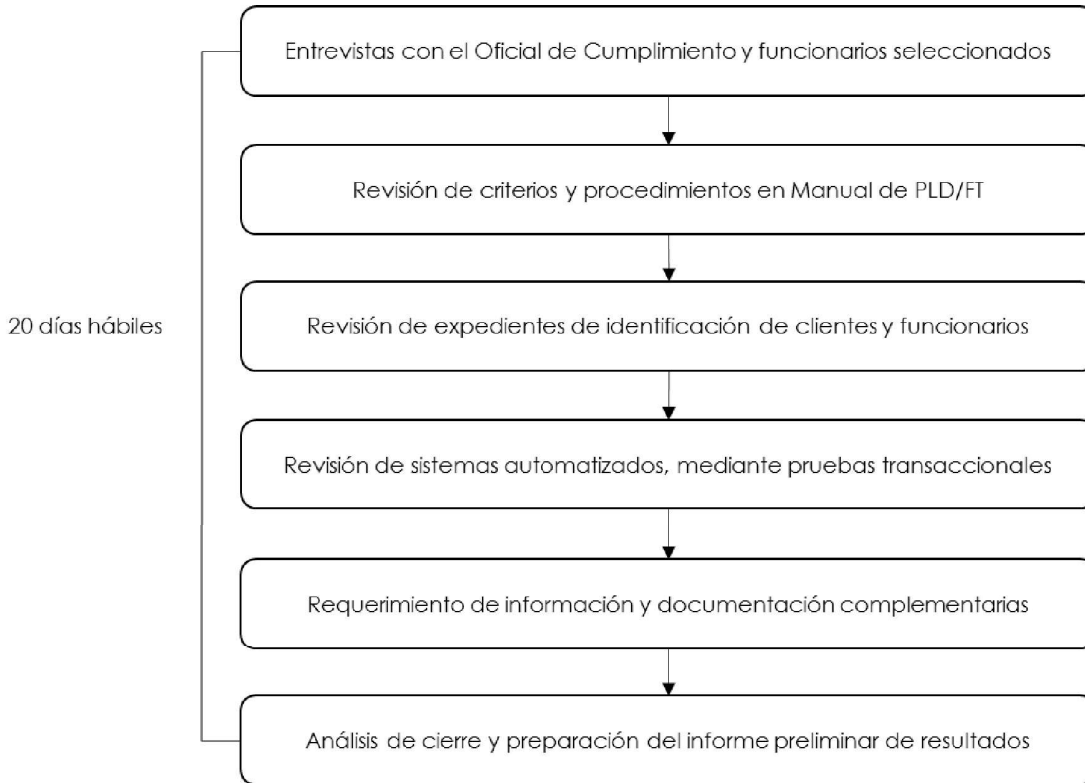 Entrevistas con el Oficial de Cumplimiento y funcionarios seleccionados
Revisión de criterios y procedimientos en Manual de PLD/FT
Revisión de expedientes de identificación de clientes y funcionarios
20 días hábiles
Revisión de sistemas automatizados, mediante pruebas transaccionales
Requerimiento de información y documentación complementarias
Análisis de cierre y preparación del informe preliminar de resultados